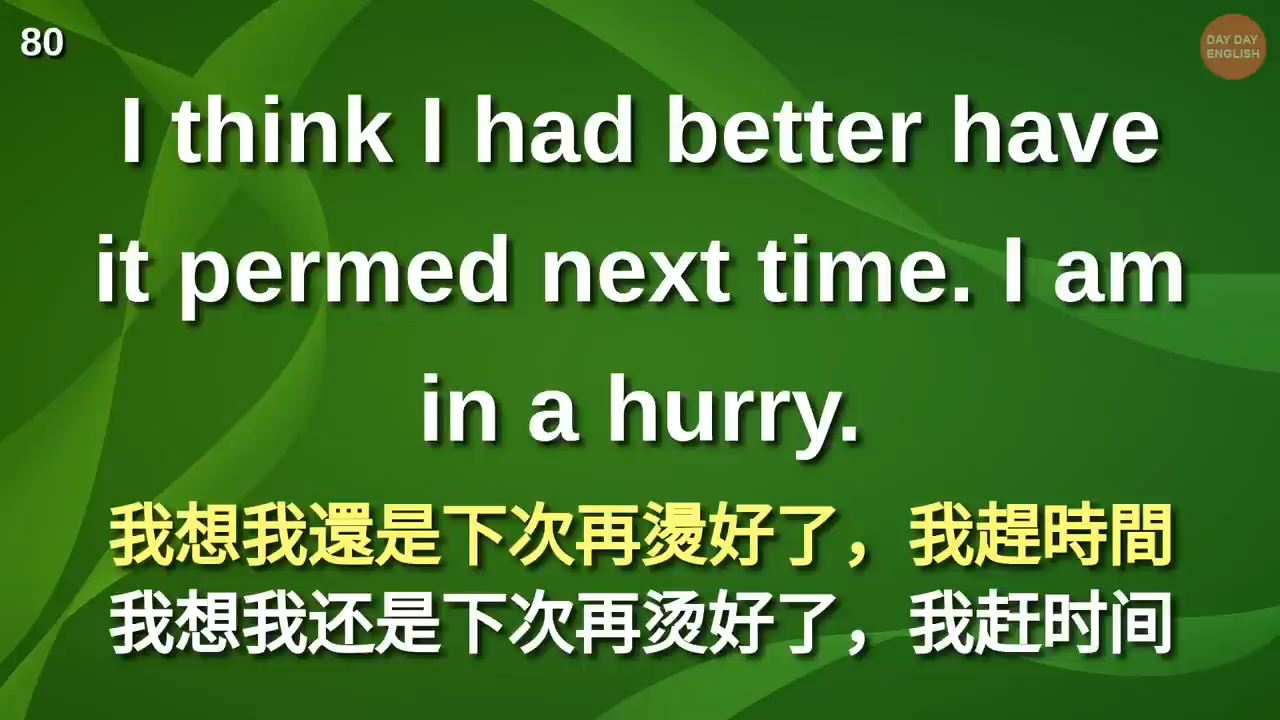 80
DAY DAY
ENGLISH
I think I had better have
it permed next time. I am
in a hurry.
我想我還是下次再燙好了，我趕時間
我想我还是下次再烫好了，我赶时间